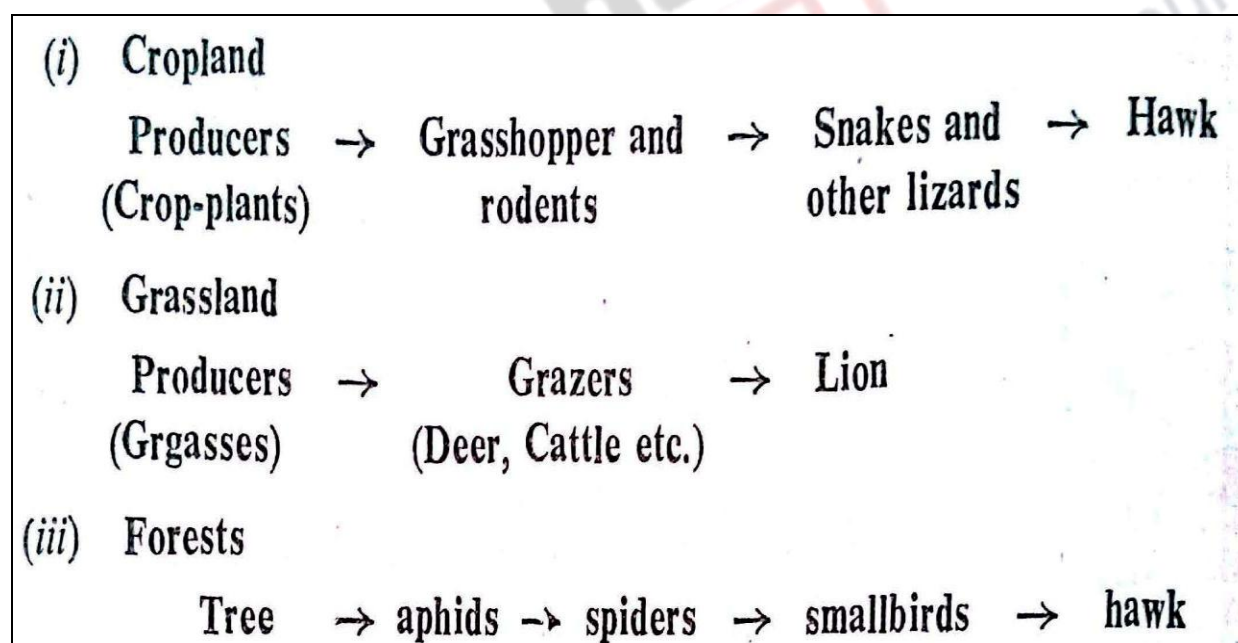 (i) Cropland
Producers → Grasshopper and → Snakes and → Hawk
(Crop-plants) rodents other lizards
(ii) Grassland
Producers → Grazers → Lion
(Grgasses) (Deer, Cattle etc.)
(iii) Forests
Tree → aphids → spiders → smallbirds → hawk